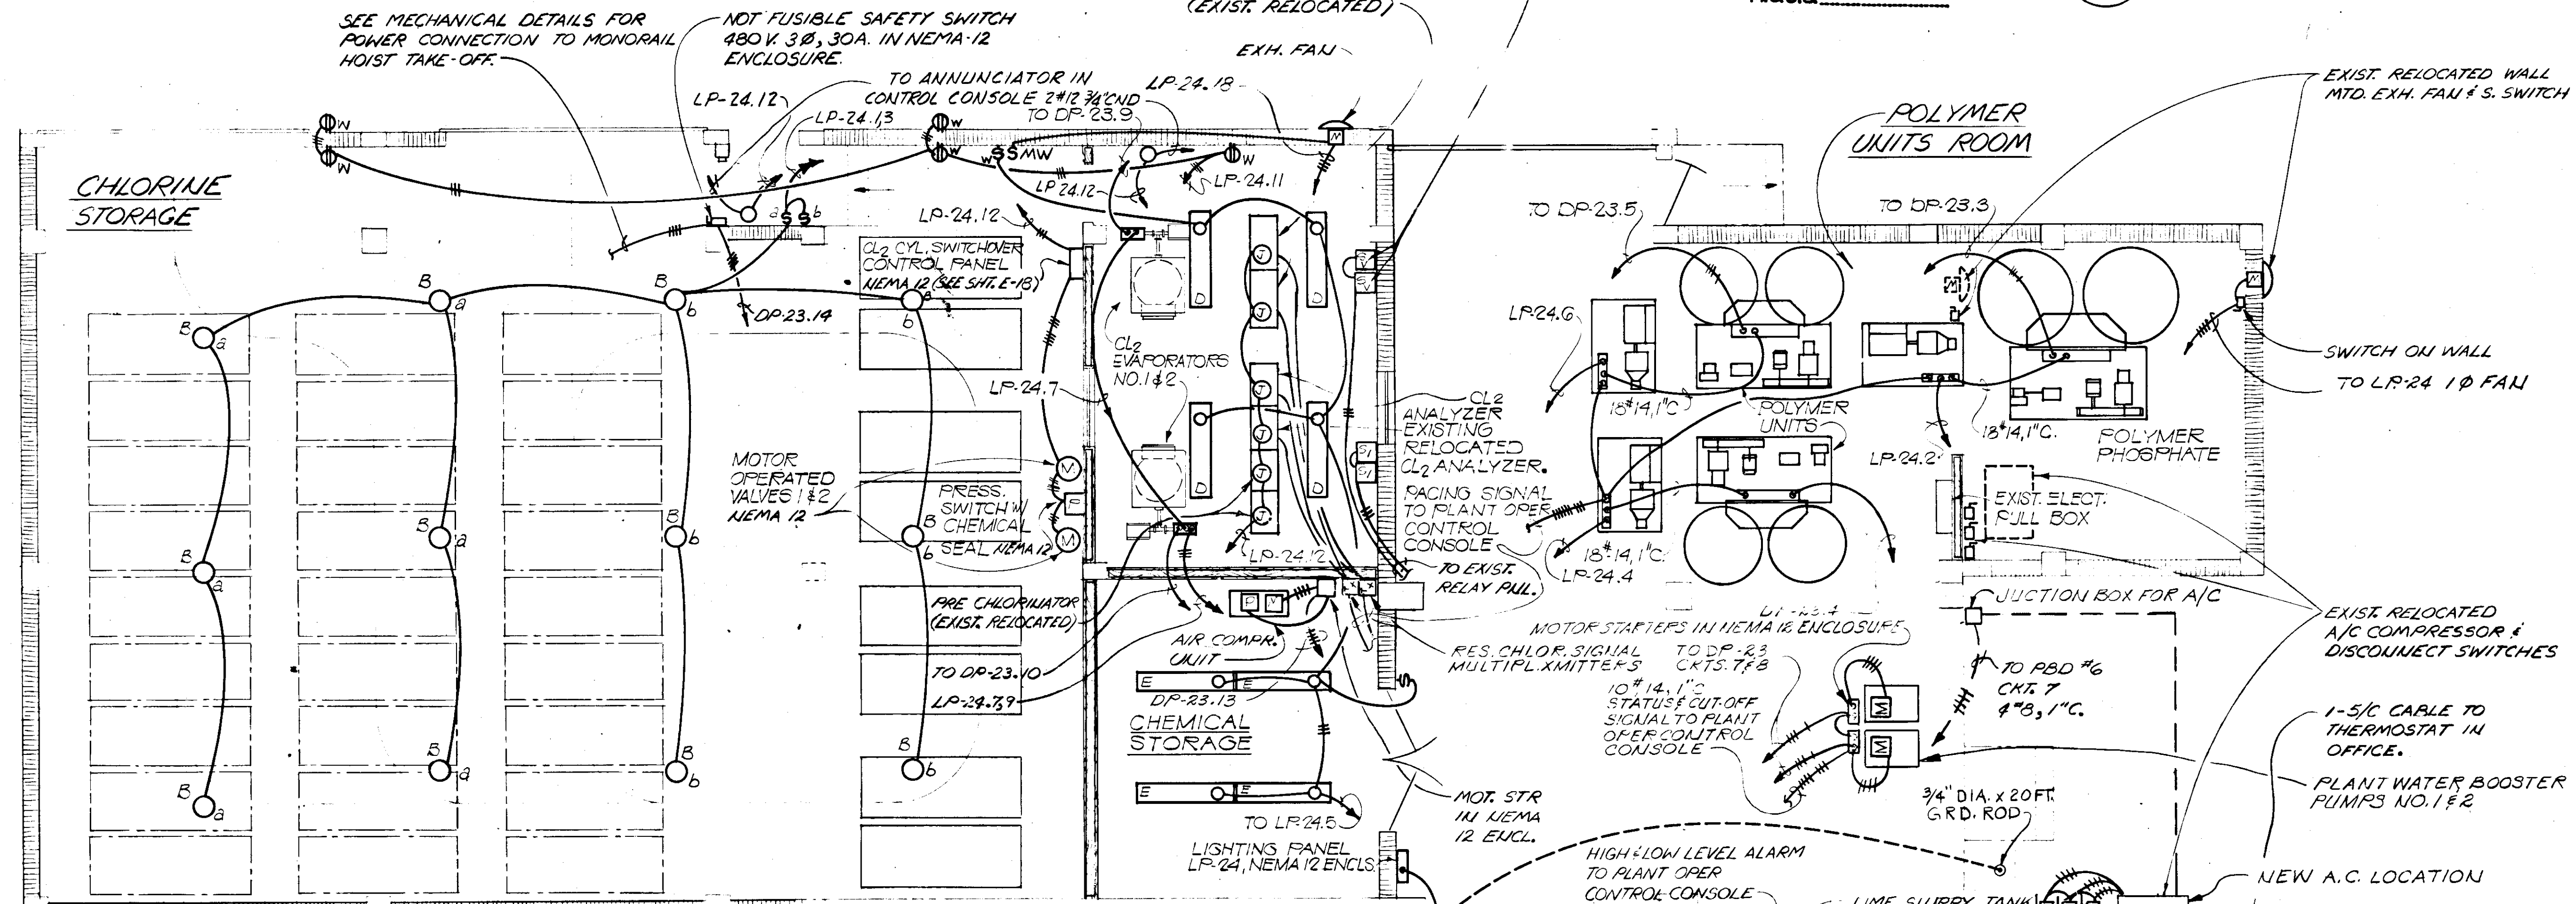 SEE MECHANICAL DETAILS FOR
POWER CONNECTION TO MONORAIL
HOIST TAKE-OFF.
NOT FUSIBLE SAFETY SWITCH
480V. 3Ø, 30A. IN NEMA-12
ENCLOSURE.
(EXIST. RELOCATED)
EXH. FAN
TO ANNUNCIATOR IN
CONTROL CONSOLE 2#12 3/4"CND
TO DP-23.9
LP-24.18
LP-24.12
LP-24.1,3
EXIST. RELOCATED WALL
MTD. EXH. FAN & S. SWITCH
POLYMER
UNITS ROOM
CHLORINE
STORAGE
W
W
W
W
W
S S MW
W
LP-24.11
LP 24.12
a S S b
LP-24.12
TO DP-23.5
TO DP-23.3
CL2 CYL. SWITCHOVER
CONTROL PANEL
NEMA 12 (SEE SHT. E-18)
DP-23.14
CL2
EVAPORATORS
NO. 1 & 2
LP-24.7
LP-24.6
SWITCH ON WALL
TO LP-24 1Ø FAN
CL2
ANALYZER
EXISTING
RELOCATED
CL2 ANALYZER.
18#14,1"C
POLYMER
UNITS
18#14,1"C.
POLYMER
PHOSPHATE
LP-24.2
MOTOR
OPERATED
VALVES 1 & 2
NEMA 12
PRESS.
SWITCH W/
CHEMICAL
SEAL NEMA 12
PACING SIGNAL
TO PLANT OPER
CONTROL
CONSOLE
EXIST. ELECT.
PULL BOX
LP-24.12
18#14,1"C.
LP-24.4
TO EXIST.
RELAY PNL.
PRE CHLORINATOR
(EXIST. RELOCATED)
AIR COMPR.
UNIT
JUCTION BOX FOR A/C
EXIST. RELOCATED
A/C COMPRESSOR &
DISCONNECT SWITCHES
MOTOR STARTERS IN NEMA 12 ENCLOSURE
RES. CHLOR. SIGNAL
MULTIPL. XMITTERS
TO DP-23
CKTS. 7 & 8
TO DP-23.10
LP-24.7,9
DP-23.13
TO PBD #6
CKT. 7
4#8, 1"C.
10#14, 1"C
STATUS & CUT-OFF
SIGNAL TO PLANT
OPER CONTROL
CONSOLE
CHEMICAL
STORAGE
1-5/C CABLE TO
THERMOSTAT IN
OFFICE.
PLANT WATER BOOSTER
PUMPS NO. 1 & 2
3/4" DIA. x 20FT.
GRD. ROD
MOT. STR
IN NEMA
12 ENCL.
TO LP-24.5
LIGHTING PANEL
LP-24, NEMA 12 ENCLS.
HIGH & LOW LEVEL ALARM
TO PLANT OPER
CONTROL CONSOLE
LIME SLURRY TANK
NEW A.C. LOCATION